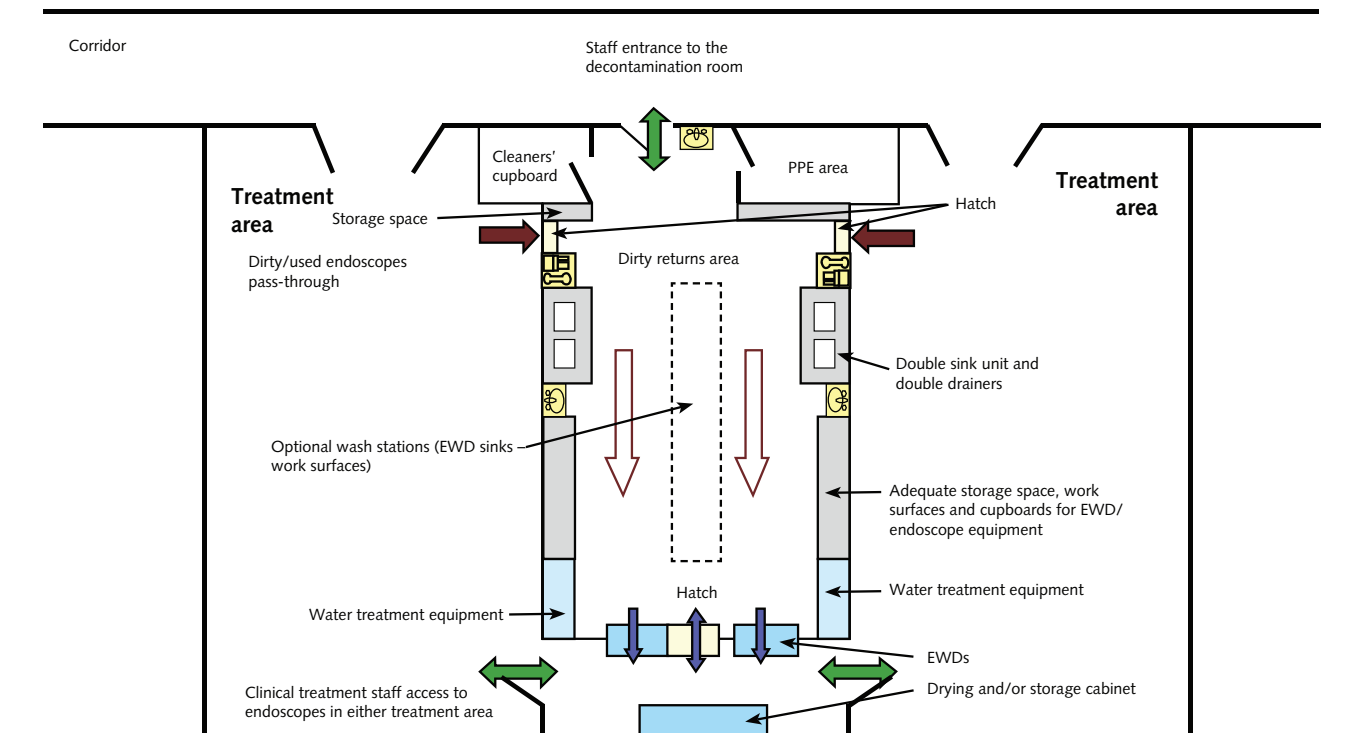 Corridor
Staff entrance to the
decontamination room
Cleaners’
cupboard
PPE area
Treatment
area
Treatment
area
Storage space
Hatch
Dirty/used endoscopes
pass-through
Dirty returns area
Double sink unit and
double drainers
Optional wash stations (EWD sinks –
work surfaces)
Adequate storage space, work
surfaces and cupboards for EWD/
endoscope equipment
Hatch
Water treatment equipment
Water treatment equipment
EWDs
Clinical treatment staff access to
endoscopes in either treatment area
Drying and/or storage cabinet